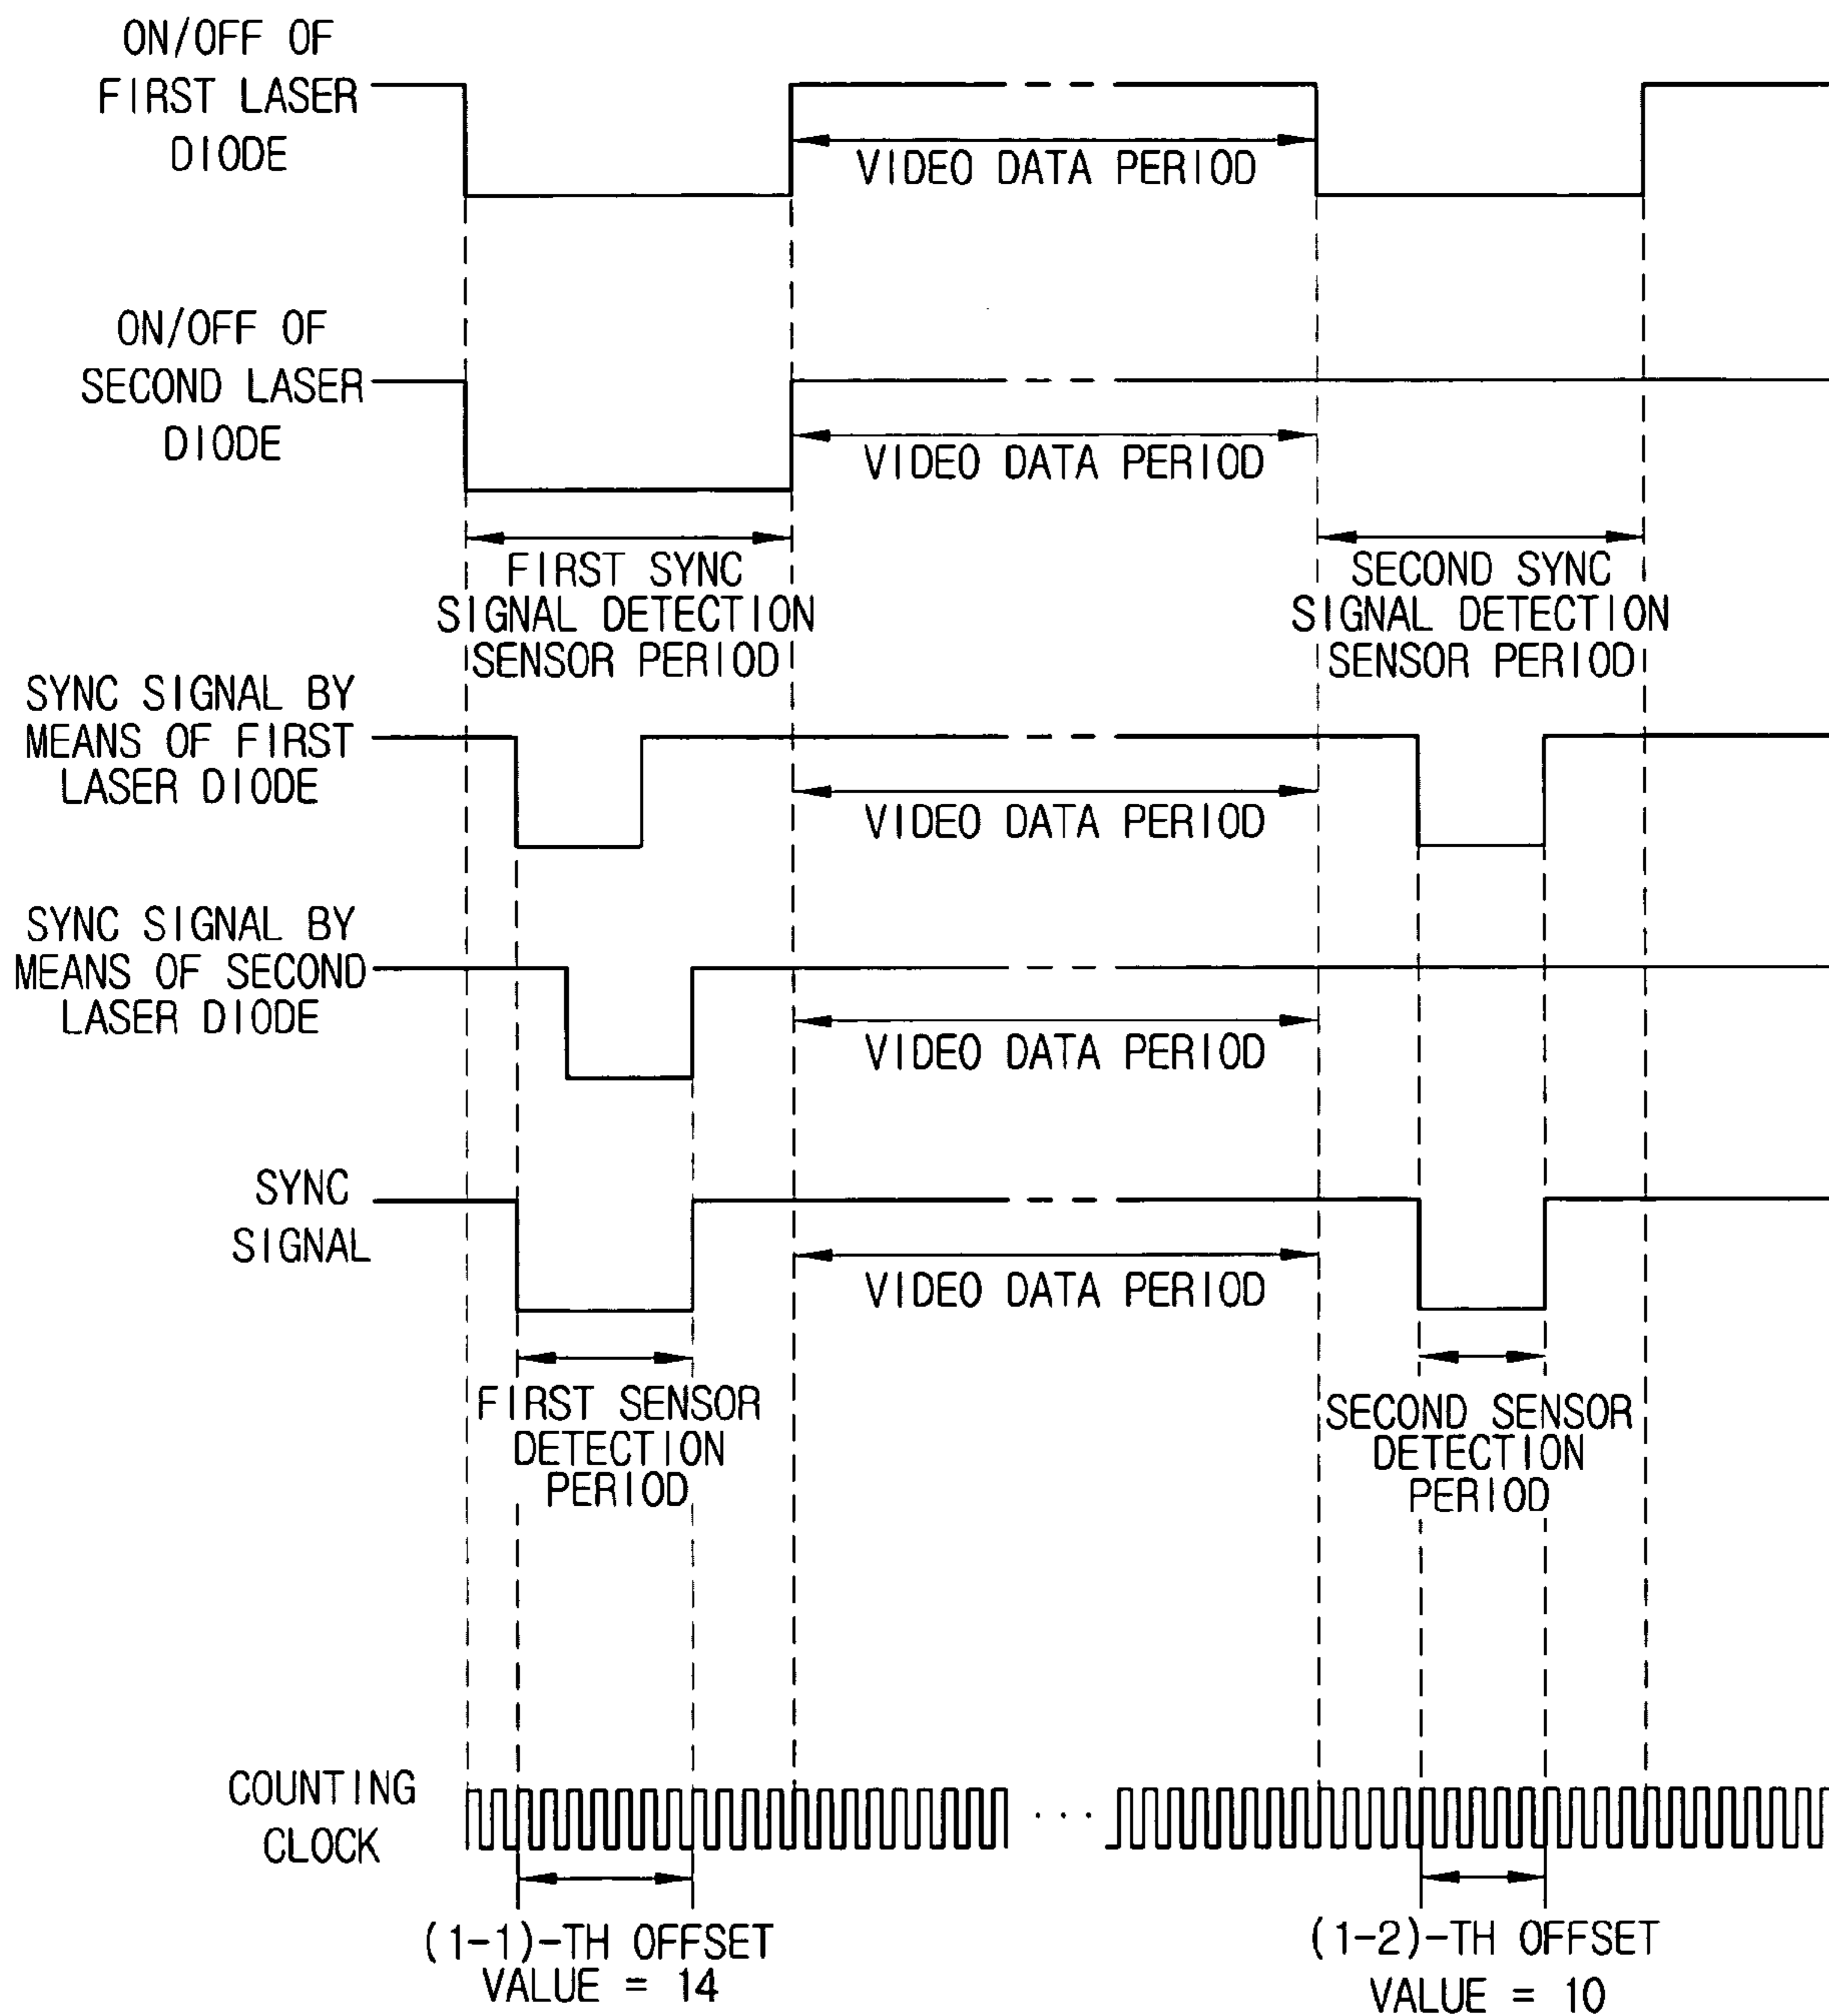 ON/OFF OF
FIRST LASER
DIODE
VIDEO DATA PERIOD
ON/OFF OF
SECOND LASER
DIODE
VIDEO DATA PERIOD
FIRST SYNC
SIGNAL DETECTION
SENSOR PERIOD
SECOND SYNC
SIGNAL DETECTION
SENSOR PERIOD
SYNC SIGNAL BY
MEANS OF FIRST
LASER DIODE
VIDEO DATA PERIOD
SYNC SIGNAL BY
MEANS OF SECOND
LASER DIODE
VIDEO DATA PERIOD
SYNC
SIGNAL
VIDEO DATA PERIOD
FIRST SENSOR
DETECTION
PERIOD
SECOND SENSOR
DETECTION
PERIOD
COUNTING
CLOCK
...
(1-1)-TH OFFSET
VALUE = 14
(1-2)-TH OFFSET
VALUE = 10